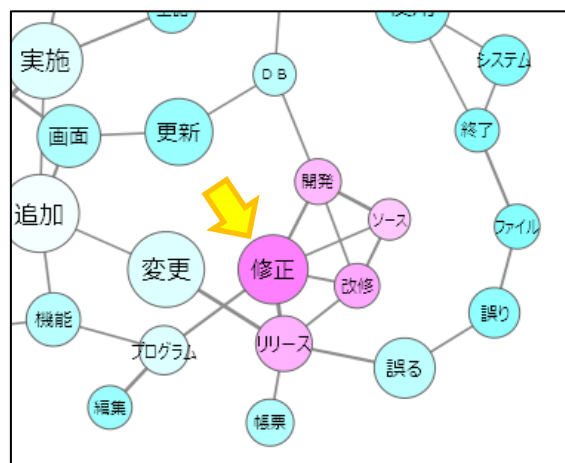 実施
システム
DB
画面
更新
終了
開発
追加
ソース
ファイル
変更
修正
改修
機能
誤り
プログラム
リリース
誤る
編集
帳票